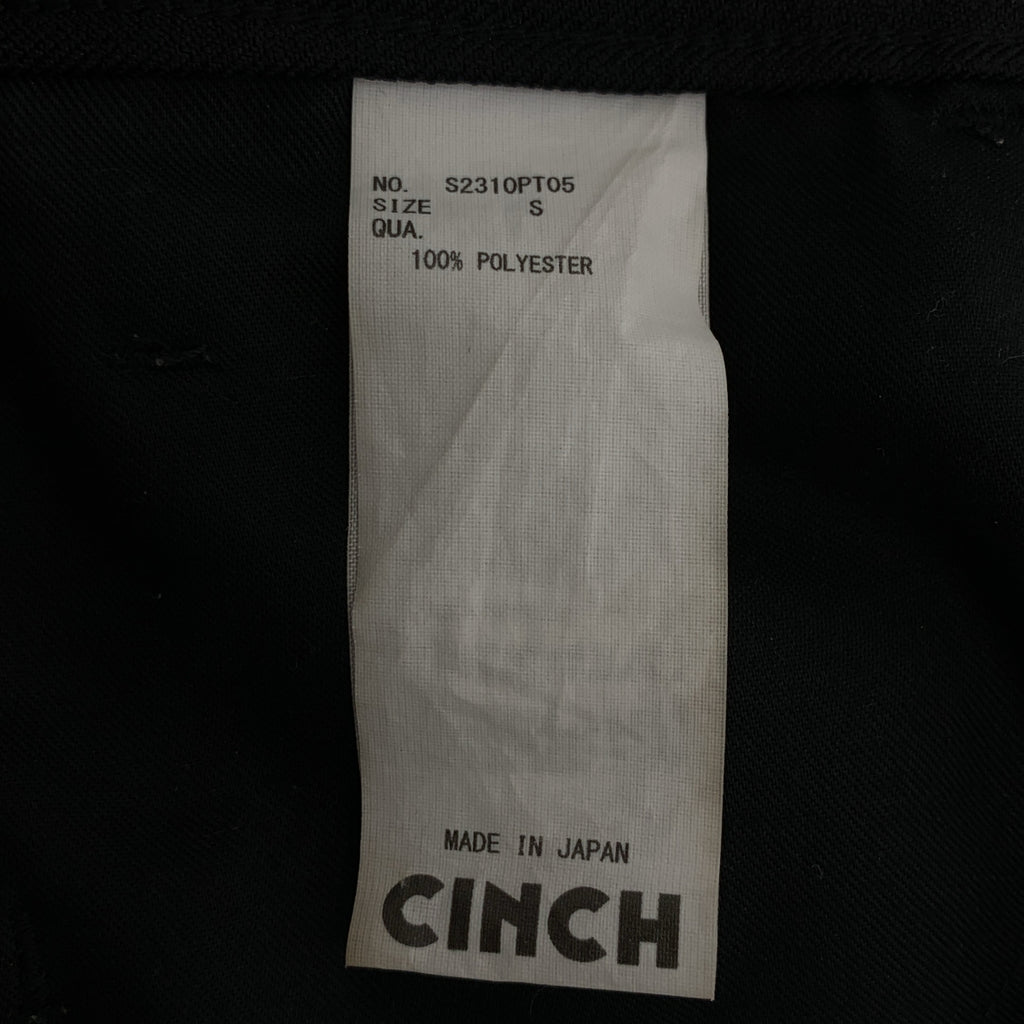 NO. S2310PT05
SIZE S
QUA.
100% POLYESTER
MADE IN JAPAN
CINCH